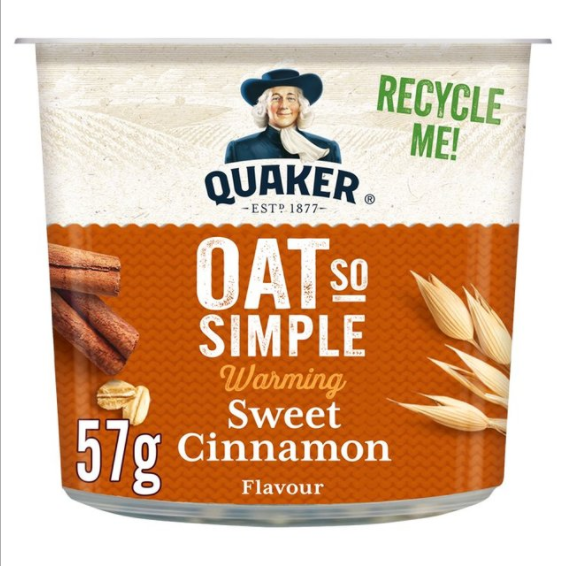 RECYCLE
ME!
QUAKER®
-ESTD 1877-
OAT SO
SIMPLE
Warming
Sweet
Cinnamon
Flavour
57g